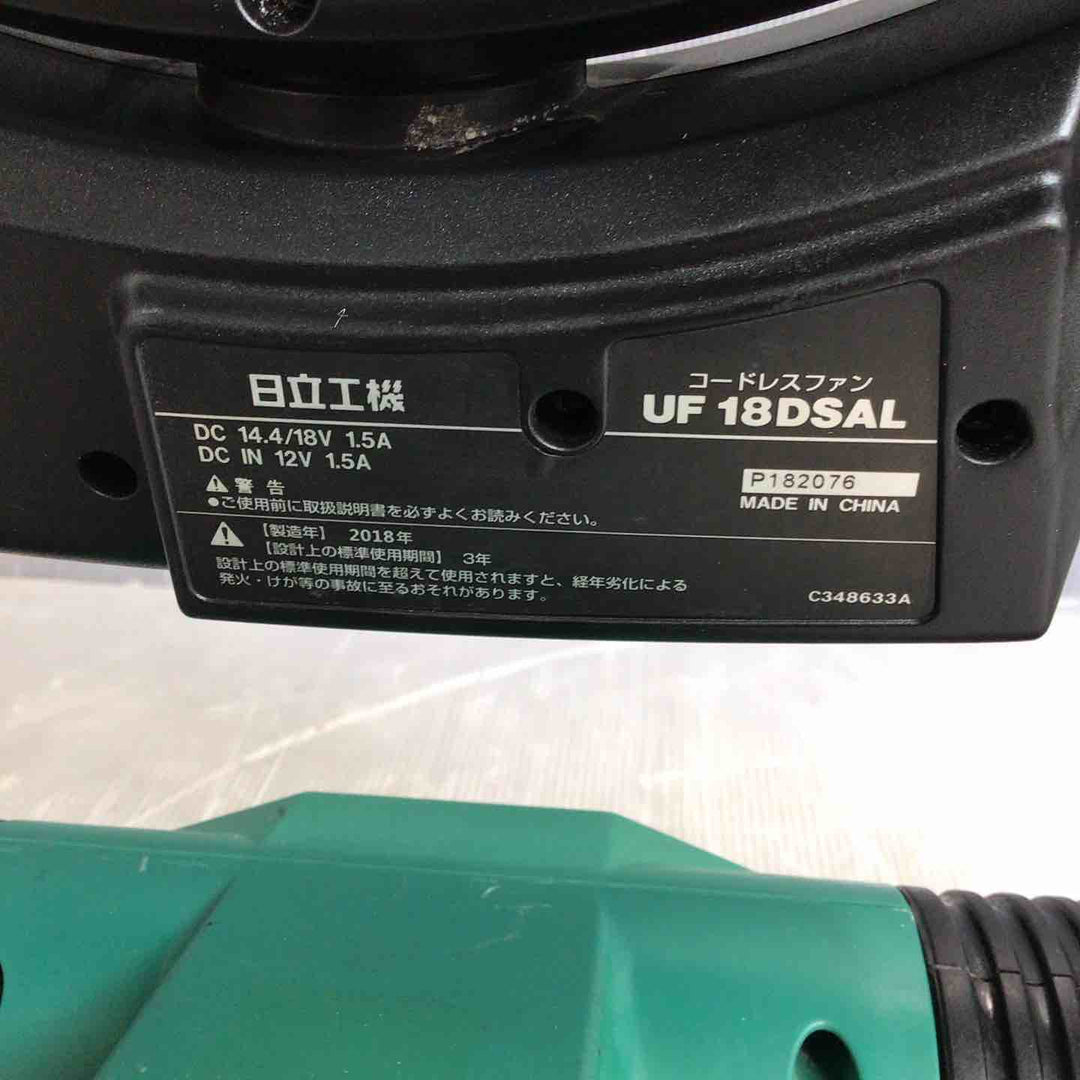 日立工機
コードレスファン
UF 18DSAL
DC 14.4/18V 1.5A
DC IN 12V 1.5A
P182076
MADE IN CHINA
警告
●ご使用前に取扱説明書を必ずよくお読みください。
【製造年】 2018年
【設計上の標準使用期間】 3年
設計上の標準使用期間を超えて使用されますと、経年劣化による
発火・けが等の事故に至るおそれがあります。
C348633A